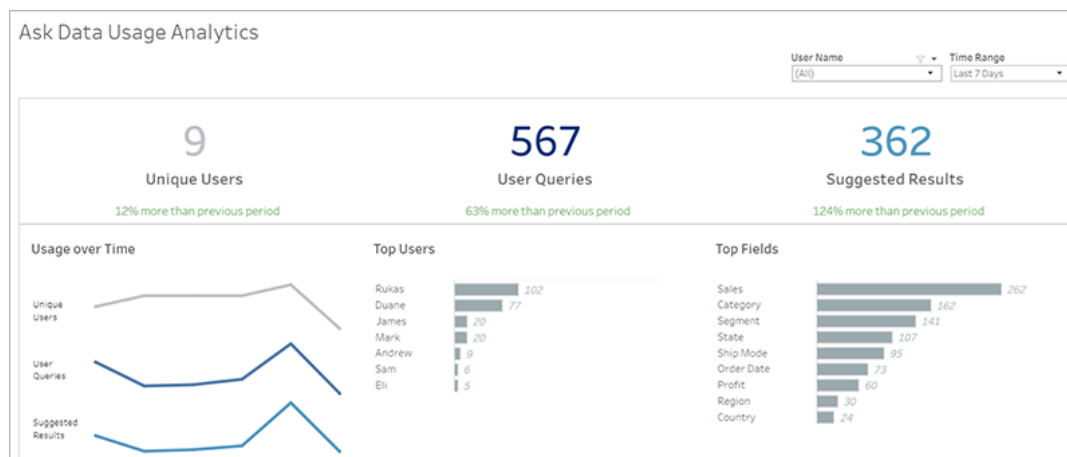 Ask Data Usage Analytics
User Name
Time Range
(All)
Last 7 Days
9
567
362
Unique Users
User Queries
Suggested Results
12% more than previous period
63% more than previous period
124% more than previous period
Usage over Time
Unique
Users
User
Queries
Suggested
Results
Top Users
Rukas 102
Duane 77
James 20
Mark 20
Andrew 9
Sam 6
Eli 5
Top Fields
Sales 262
Category 162
Segment 141
State 107
Ship Mode 95
Order Date 73
Profit 60
Region 30
Country 24